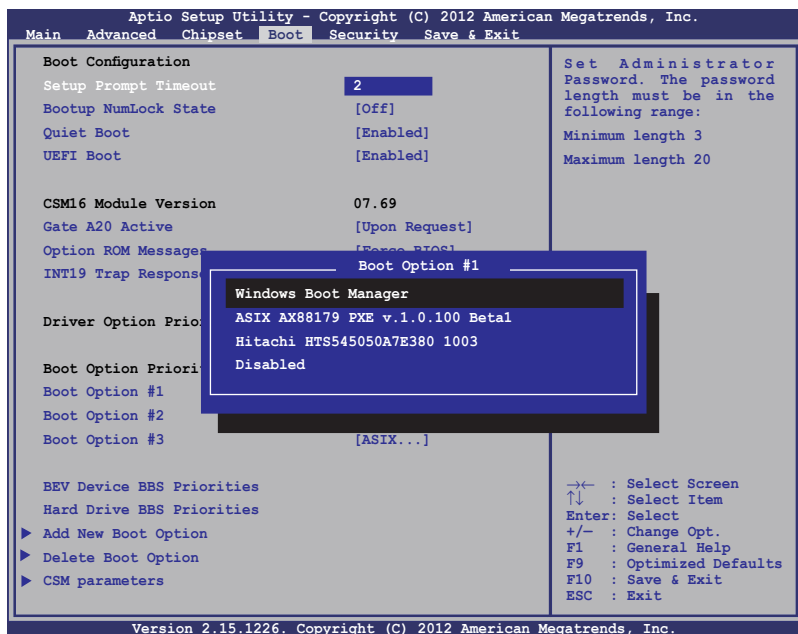 Aptio Setup Utility - Copyright (C) 2012 American Megatrends, Inc.
Main Advanced Chipset Boot Security Save & Exit
Boot Configuration
Setup Prompt Timeout 2
Bootup NumLock State [Off]
Quiet Boot [Enabled]
UEFI Boot [Enabled]
CSM16 Module Version 07.69
Gate A20 Active [Upon Request]
Option ROM Messages [Force BIOS]
INT19 Trap Respons
Driver Option Prio
Boot Option Priori
Boot Option #1
Boot Option #2
Boot Option #3 [ASIX...]
BEV Device BBS Priorities
Hard Drive BBS Priorities
Add New Boot Option
Delete Boot Option
CSM parameters
Boot Option #1
Windows Boot Manager
ASIX AX88179 PXE v.1.0.100 Beta1
Hitachi HTS545050A7E380 1003
Disabled
Set Administrator
Password. The password
length must be in the
following range:
Minimum length 3
Maximum length 20
→← : Select Screen
↑↓ : Select Item
Enter: Select
+/— : Change Opt.
F1 : General Help
F9 : Optimized Defaults
F10 : Save & Exit
ESC : Exit
Version 2.15.1226. Copyright (C) 2012 American Megatrends, Inc.